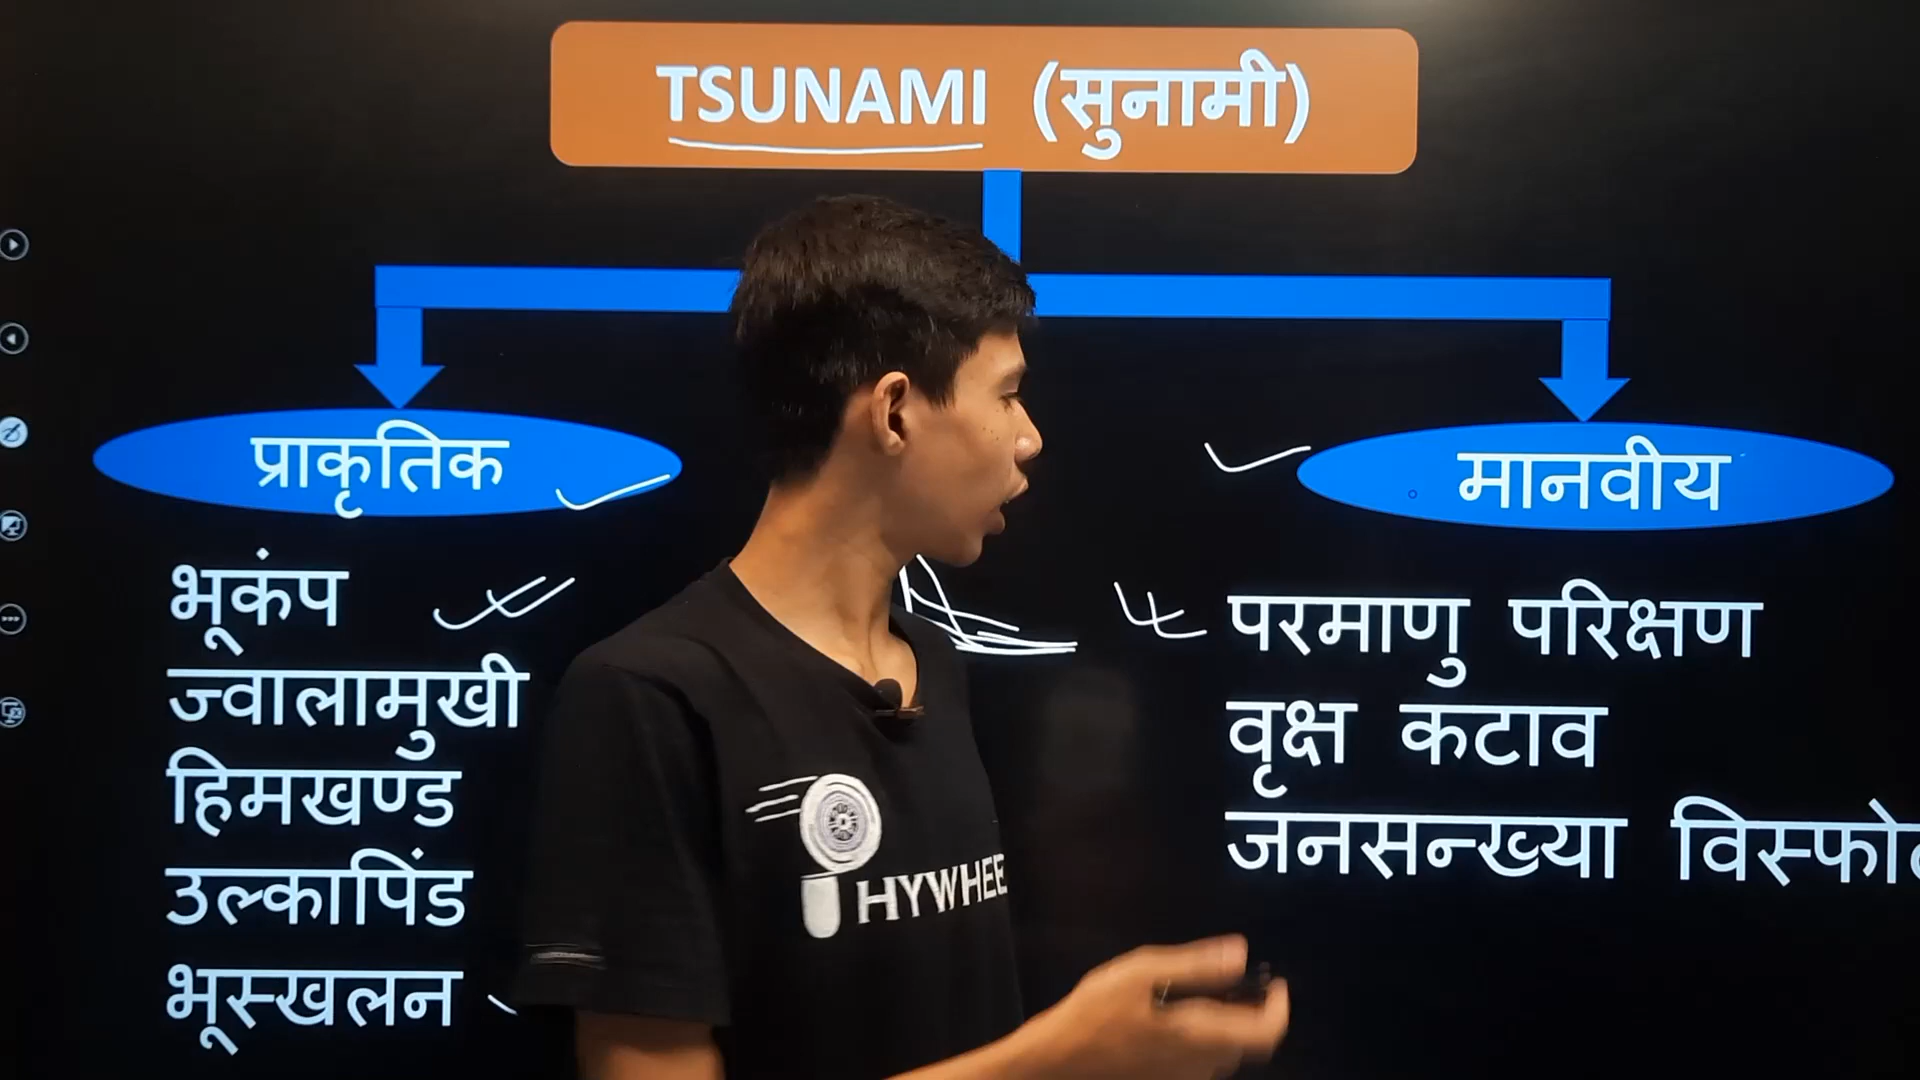 TSUNAMI (सुनामी)
प्राकृतिक
भूकंप
ज्वालामुखी
हिमखण्ड
उल्कापिंड
भूस्खलन
मानवीय
परमाणु परिक्षण
वृक्ष कटाव
जनसन्ख्या
HYWHEE